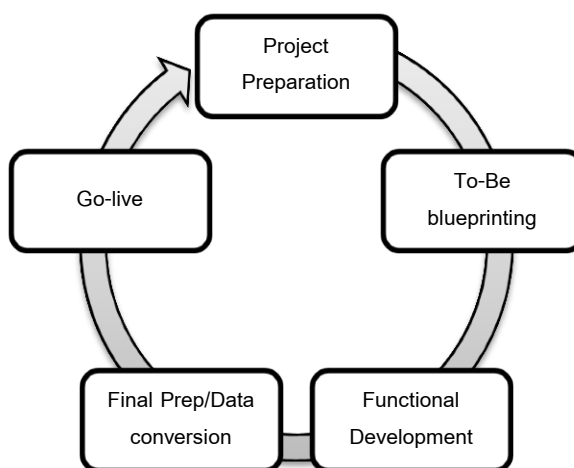 Project
Preparation
To-Be
blueprinting
Functional
Development
Final Prep/Data
conversion
Go-live